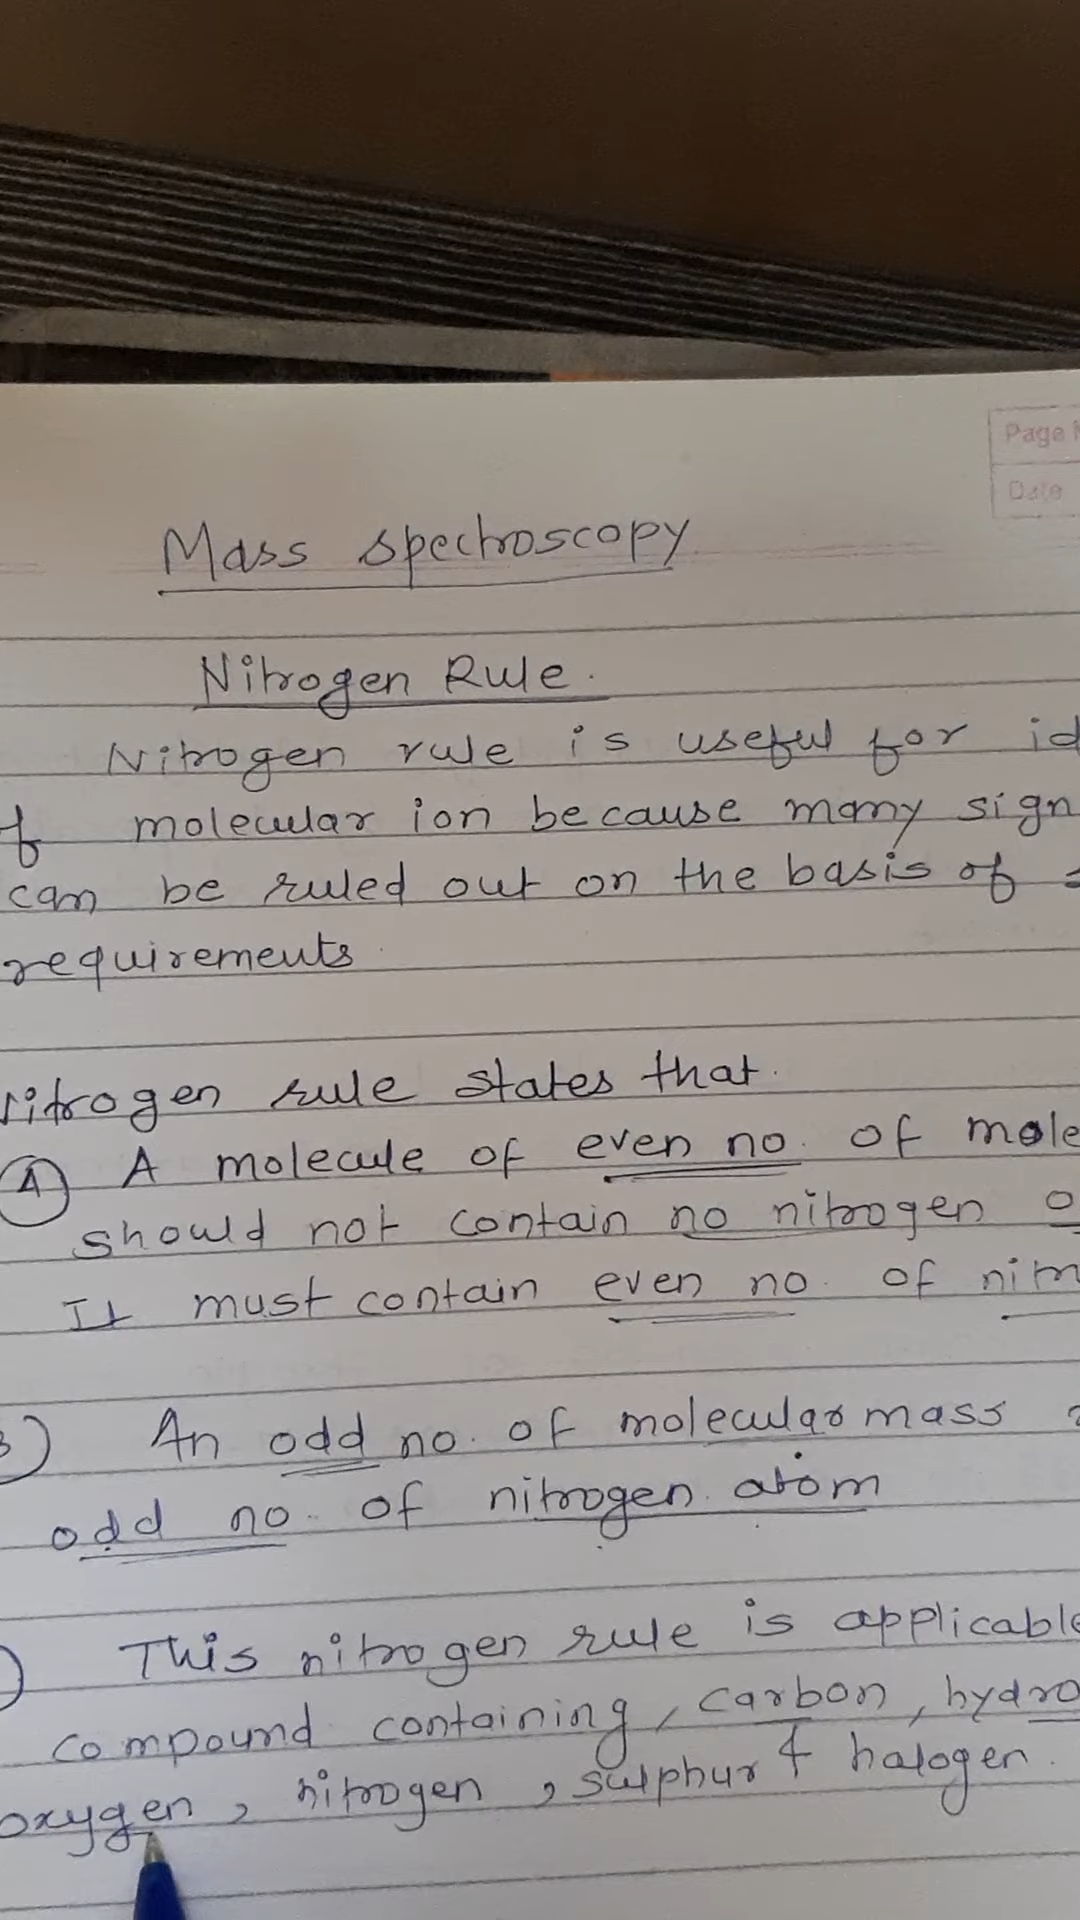 Page
Date
Mass spectroscopy
Nitrogen Rule.
Nitrogen rule is useful for id
f molecular ion because many sign
can be ruled out on the basis of
requirements
itrogen rule states that.
A A molecule of even no. of mole
should not contain no nitrogen o
It must contain even no. of
) An odd no. of molecular mass
odd no. of nitrogen atom
) This nitrogen rule is applicable
compound containing, carbon, hydro
oxygen, nitrogen, sulphur & halogen.